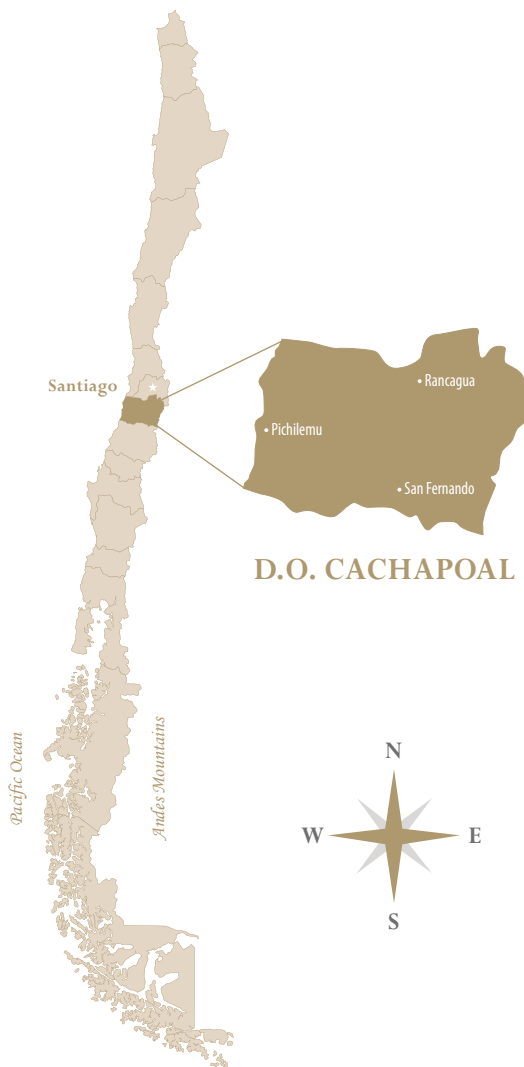 Santiago
Rancagua
Pichilemu
San Fernando
D.O. CACHAPOAL
Pacific Ocean
Andes Mountains
N
W
E
S